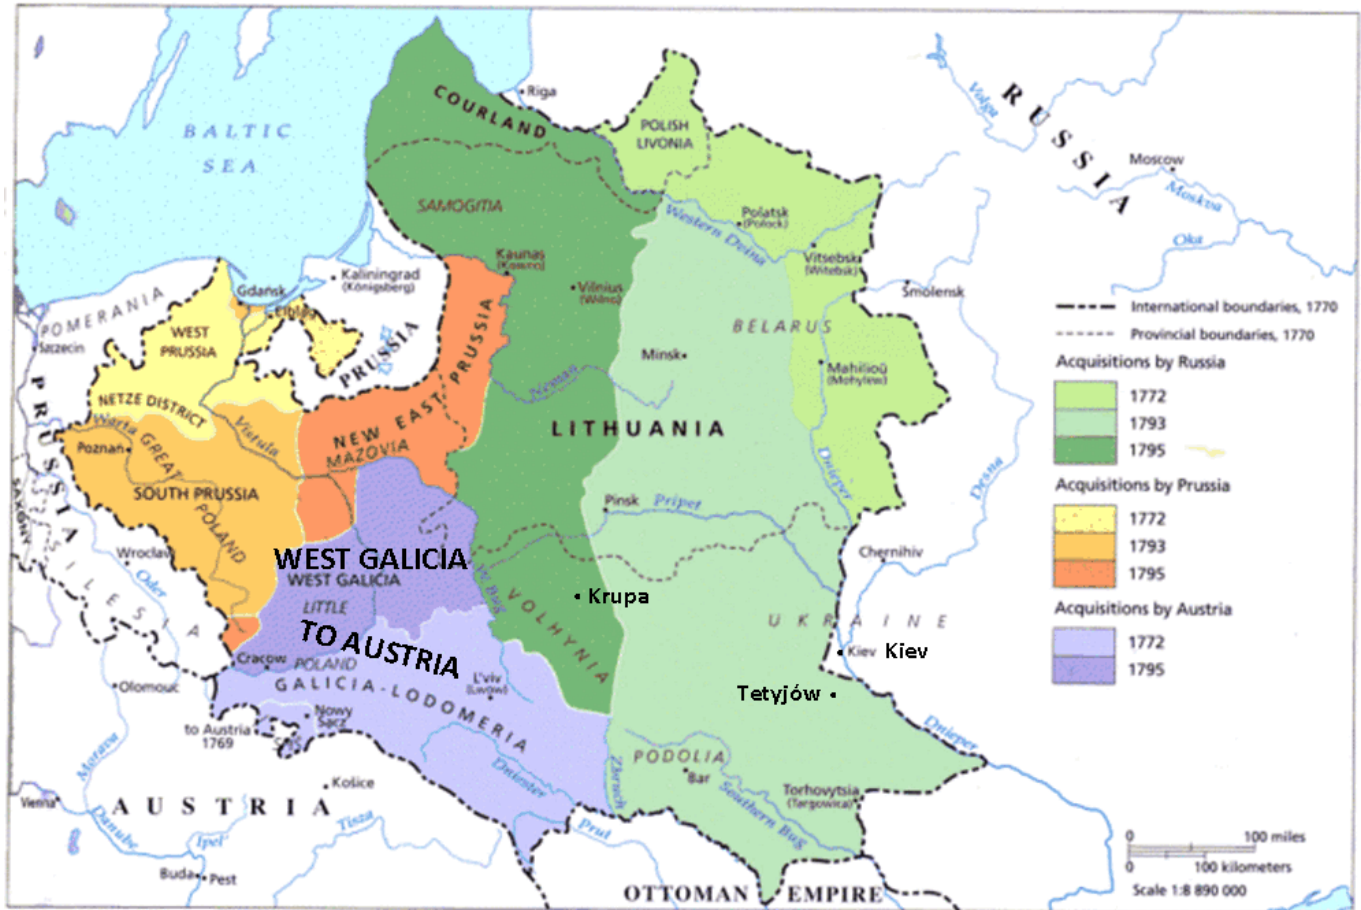 Riga
COURLAND
BALTIC
SEA
POLISH
LIVONIA
RUSSIA
Volga
Moscow
Moskva
Oka
SAMOGITIA
Western Dvina
Polatsk
(Polock)
Vitsebsk
(Witebsk)
Smolensk
Kaunas
(Kowno)
Kaliningrad
(Königsberg)
Gdańsk
Elbląg
Vilnius
(Wilno)
POMERANIA
Szczecin
WEST
PRUSSIA
PRUSSIA
BELARUS
Minsk
Mahilioŭ
(Mohylew)
PRUSSIA
NETZE DISTRICT
Neman
NEW EAST PRUSSIA
MAZOVIA
LITHUANIA
Warta
Poznan
Vistula
GREAT POLAND
SOUTH PRUSSIA
SAXONY
SILESIA
Wroclaw
Oder
Pinsk
Pripet
Dnieper
Desna
Chernihiv
WEST GALICIA
WEST GALICIA
LITTLE
POLAND
TO AUSTRIA
W Bug
VOLHYNIA
Krupa
UKRAINE
Kiev
Kiev
Tetyjów
Cracow
GALICIA-LODOMERIA
L'viv
(Lwów)
Olomouc
Nowy
Sącz
to Austria
1769
Košice
Dniester
Zbruch
PODOLIA
Bar
Southern Bug
Torhovytsia
(Targowica)
Dnieper
Morava
Vienna
AUSTRIA
Danube
Ipel'
Tisza
Prut
Buda
Pest
OTTOMAN EMPIRE
International boundaries, 1770
Provincial boundaries, 1770
Acquisitions by Russia
1772
1793
1795
Acquisitions by Prussia
1772
1793
1795
Acquisitions by Austria
1772
1795
0 100 miles
0 100 kilometers
Scale 1:8 890 000